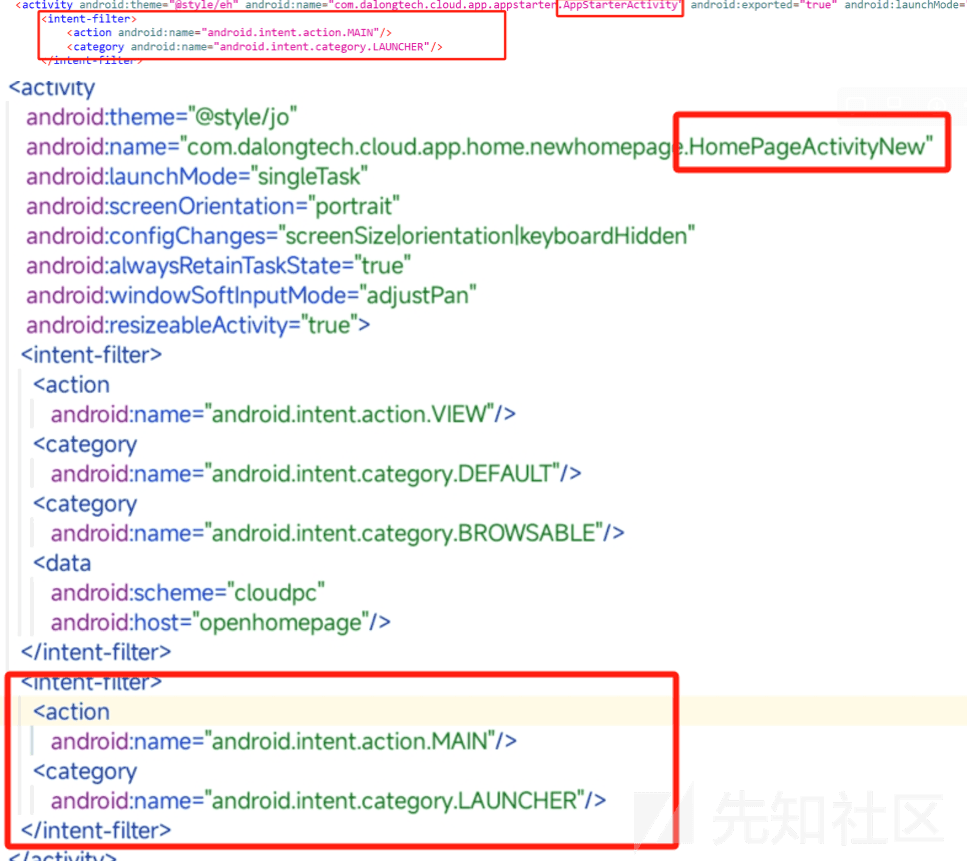 <activity android:theme="@style/eh" android:name="com.dalongtech.cloud.app.appstarter.AppStarterActivity" android:exported="true" android:launchMode=
<intent-filter>
<action android:name="android.intent.action.MAIN"/>
<category android:name="android.intent.category.LAUNCHER"/>
</intent-filter>
<activity
android:theme="@style/jo"
android:name="com.dalongtech.cloud.app.home.newhomepage.HomePageActivityNew"
android:launchMode="singleTask"
android:screenOrientation="portrait"
android:configChanges="screenSize|orientation|keyboardHidden"
android:alwaysRetainTaskState="true"
android:windowSoftInputMode="adjustPan"
android:resizeableActivity="true">
<intent-filter>
<action
android:name="android.intent.action.VIEW"/>
<category
android:name="android.intent.category.DEFAULT"/>
<category
android:name="android.intent.category.BROWSABLE"/>
<data
android:scheme="cloudpc"
android:host="openhomepage"/>
</intent-filter>
<intent-filter>
<action
android:name="android.intent.action.MAIN"/>
<category
android:name="android.intent.category.LAUNCHER"/>
</intent-filter>
</activity>
先知社区